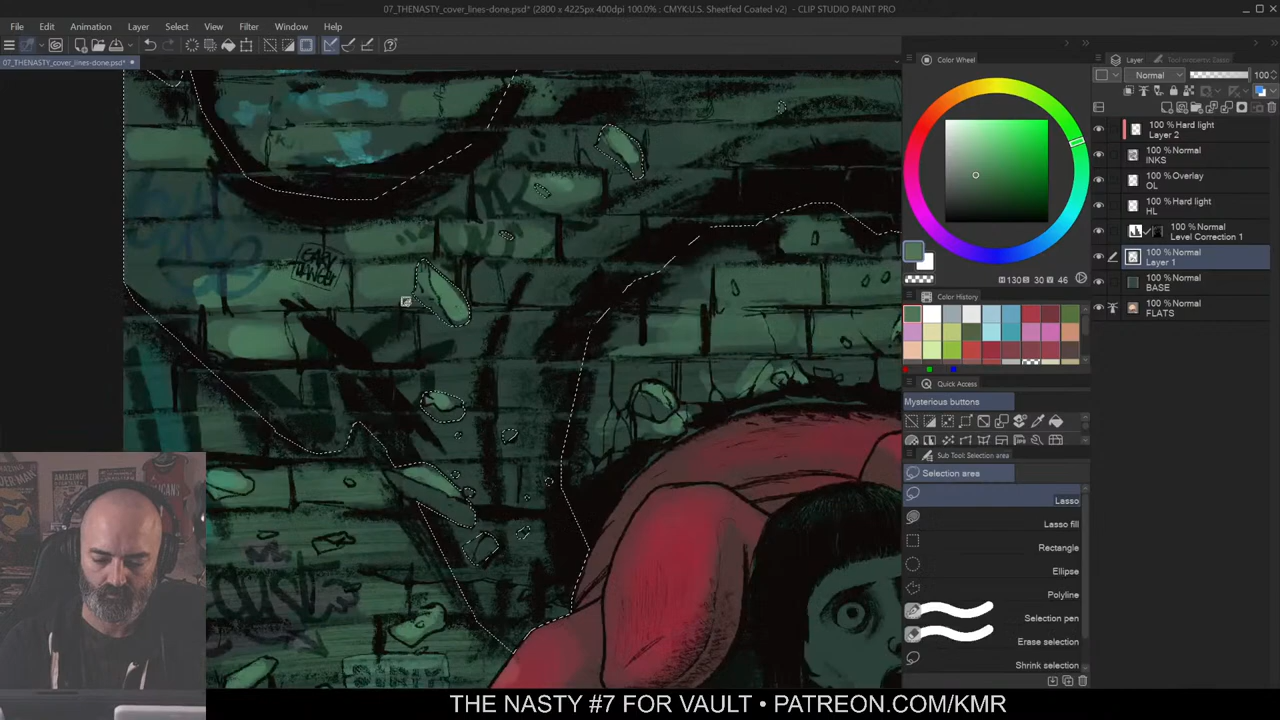 07_THENASTY_cover_lines-done.psd* (2800 x 4225px 400dpi 100.0% : CMYK:U.S. Sheetfed Coated v2) - CLIP STUDIO PAINT PRO
File Edit Animation Layer Select View Filter Window Help
07_THENASTY_cover_lines-done.psd*
Color Wheel
130 30 46
Color History
Quick Access
Mysterious buttons
Sub Tool Selection area
Selection area
Lasso
Lasso fill
Rectangle
Ellipse
Polyline
Selection pen
Erase selection
Shrink selection
Layer Tool property: Erase
Normal 100
100 % Hard light
Layer 2
100 % Normal
INKS
100 % Overlay
OL
100 % Hard light
HL
100 % Normal
Level Correction 1
100 % Normal
Layer 1
100 % Normal
BASE
100 % Normal
FLATS
THE NASTY #7 FOR VAULT • PATREON.COM/KMR